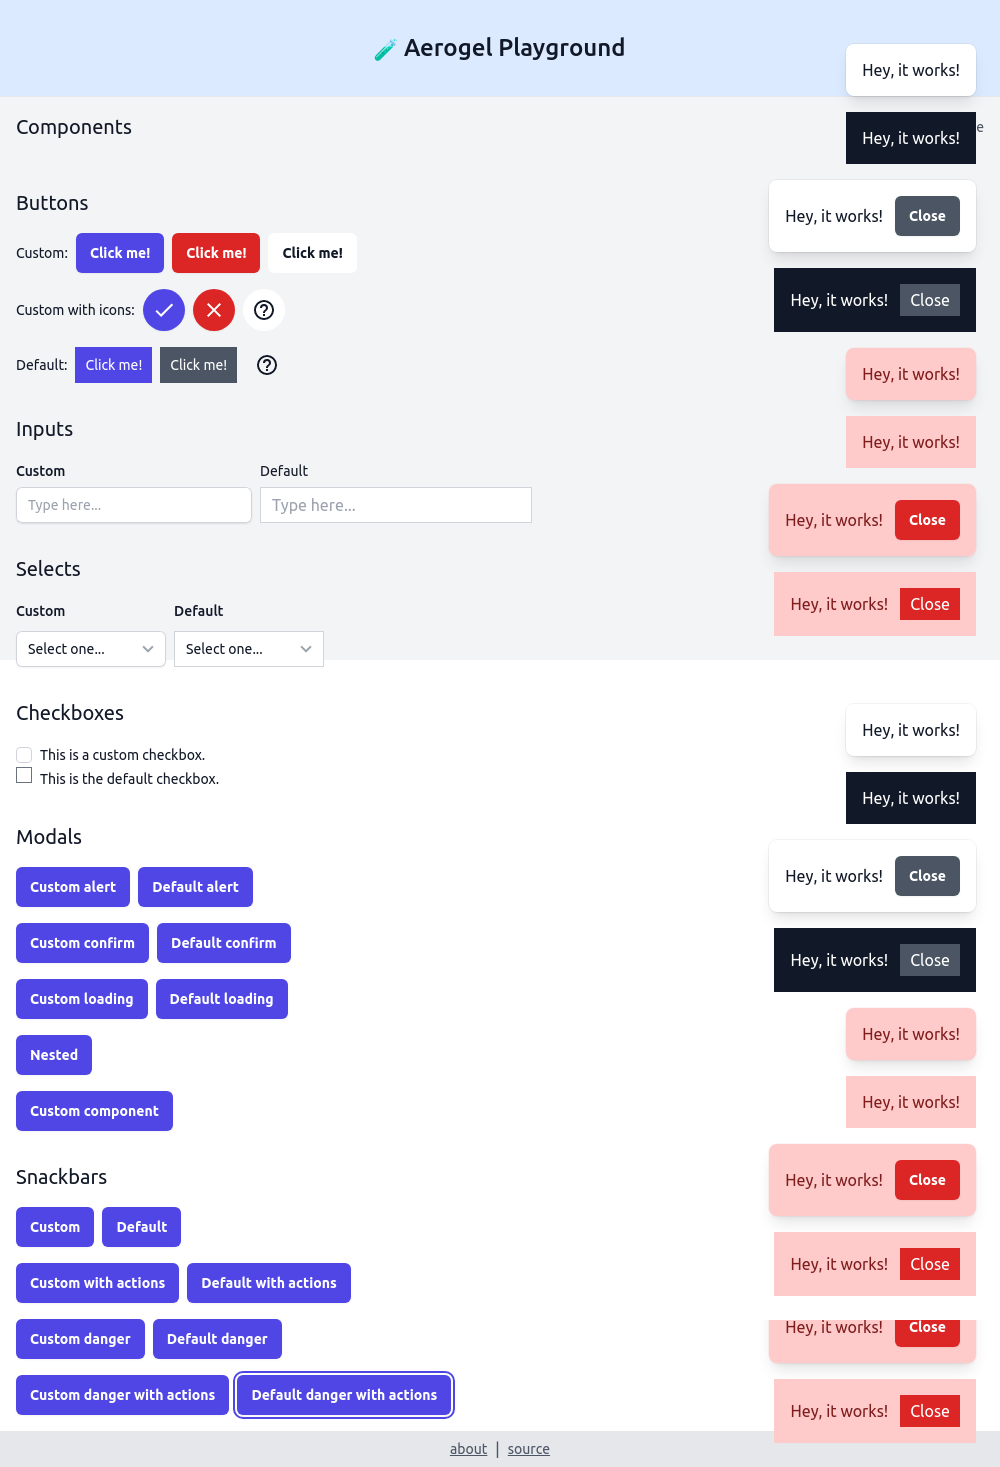 🧪 Aerogel Playground
Components
e
Buttons
Custom: Click me! Click me! Click me!
Custom with icons:
Default: Click me! Click me!
Inputs
Custom Default
Type here... Type here...
Selects
Custom Default
Select one... Select one...
Checkboxes
This is a custom checkbox.
This is the default checkbox.
Modals
Custom alert Default alert
Custom confirm Default confirm
Custom loading Default loading
Nested
Custom component
Snackbars
Custom Default
Custom with actions Default with actions
Custom danger Default danger
Custom danger with actions Default danger with actions
Hey, it works!
Hey, it works!
Hey, it works! Close
Hey, it works! Close
Hey, it works!
Hey, it works!
Hey, it works! Close
Hey, it works! Close
Hey, it works!
Hey, it works!
Hey, it works! Close
Hey, it works! Close
Hey, it works!
Hey, it works!
Hey, it works! Close
Hey, it works! Close
Hey, it works! Close
Hey, it works! Close
about | source